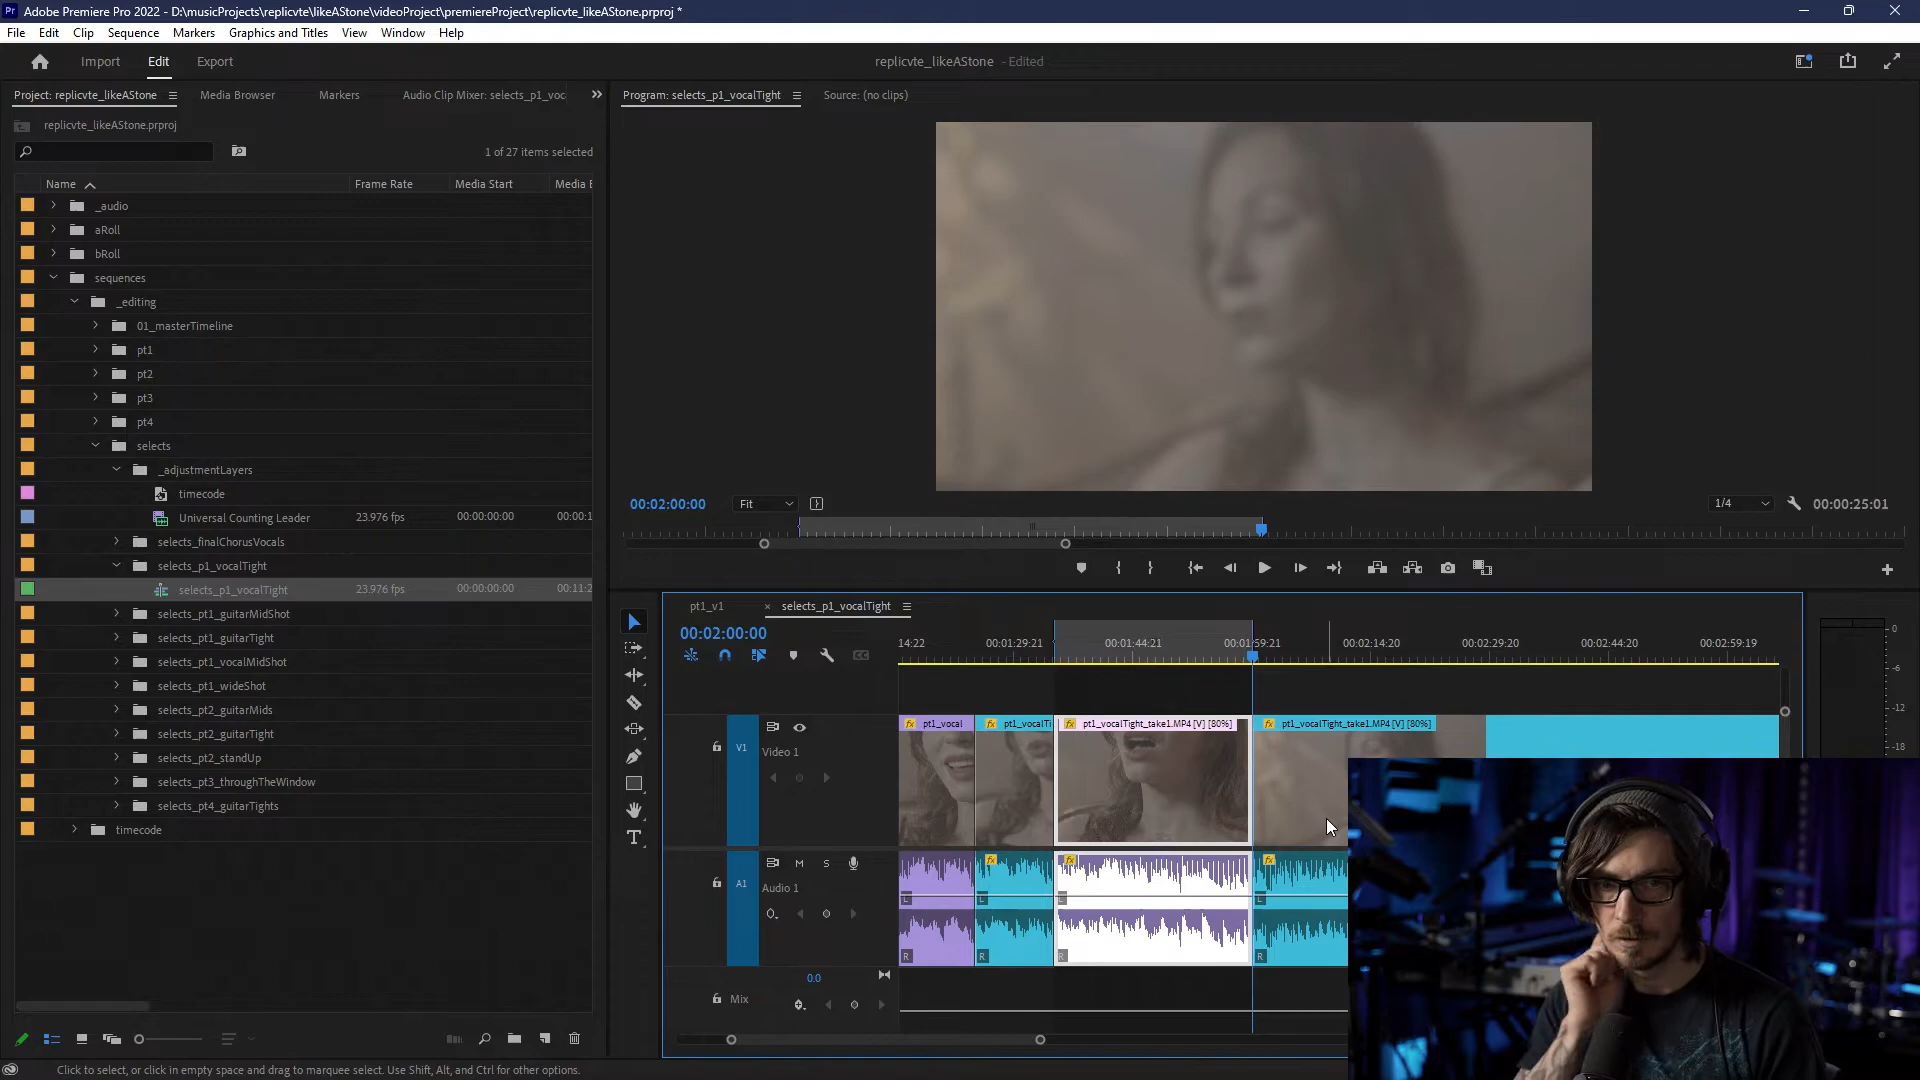 Pr Adobe Premiere Pro 2022 - D:\musicProjects\replicvte\likeAStone\videoProject\premiereProject\replicvte_likeAStone.prproj *
File Edit Clip Sequence Markers Graphics and Titles View Window Help
Import Edit Export replicvte_likeAStone - Edited
Project: replicvte_likeAStone Media Browser Markers Audio Clip Mixer: selects_p1_voc
replicvte_likeAStone.prproj
1 of 27 items selected
Name Frame Rate Media Start Media E
_audio
aRoll
bRoll
sequences
_editing
01_masterTimeline
pt1
pt2
pt3
pt4
selects
_adjustmentLayers
timecode
Universal Counting Leader 23.976 fps 00:00:00:00 00:00:1
selects_finalChorusVocals
selects_p1_vocalTight
selects_p1_vocalTight 23.976 fps 00:00:00:00 00:11:2
selects_pt1_guitarMidShot
selects_pt1_guitarTight
selects_pt1_vocalMidShot
selects_pt1_wideShot
selects_pt2_guitarMids
selects_pt2_guitarTight
selects_pt2_standUp
selects_pt3_throughTheWindow
selects_pt4_guitarTights
timecode
Program: selects_p1_vocalTight Source: (no clips)
00:02:00:00 Fit 1/4 00:00:25:01
pt1_v1 × selects_p1_vocalTight
00:02:00:00
14:22 00:01:29:21 00:01:44:21 00:01:59:21 00:02:14:20 00:02:29:20 00:02:44:20 00:02:59:19
V1 Video 1
fx pt1_vocal fx pt1_vocalTi fx pt1_vocalTight_take1.MP4 [V] [80%] fx pt1_vocalTight_take1.MP4 [V] [80%]
A1 M S Audio 1
fx fx fx
L L L L
R R R R
0.0
Mix
0
-6
-12
-18
Click to select, or click in empty space and drag to marquee select. Use Shift, Alt, and Ctrl for other options.